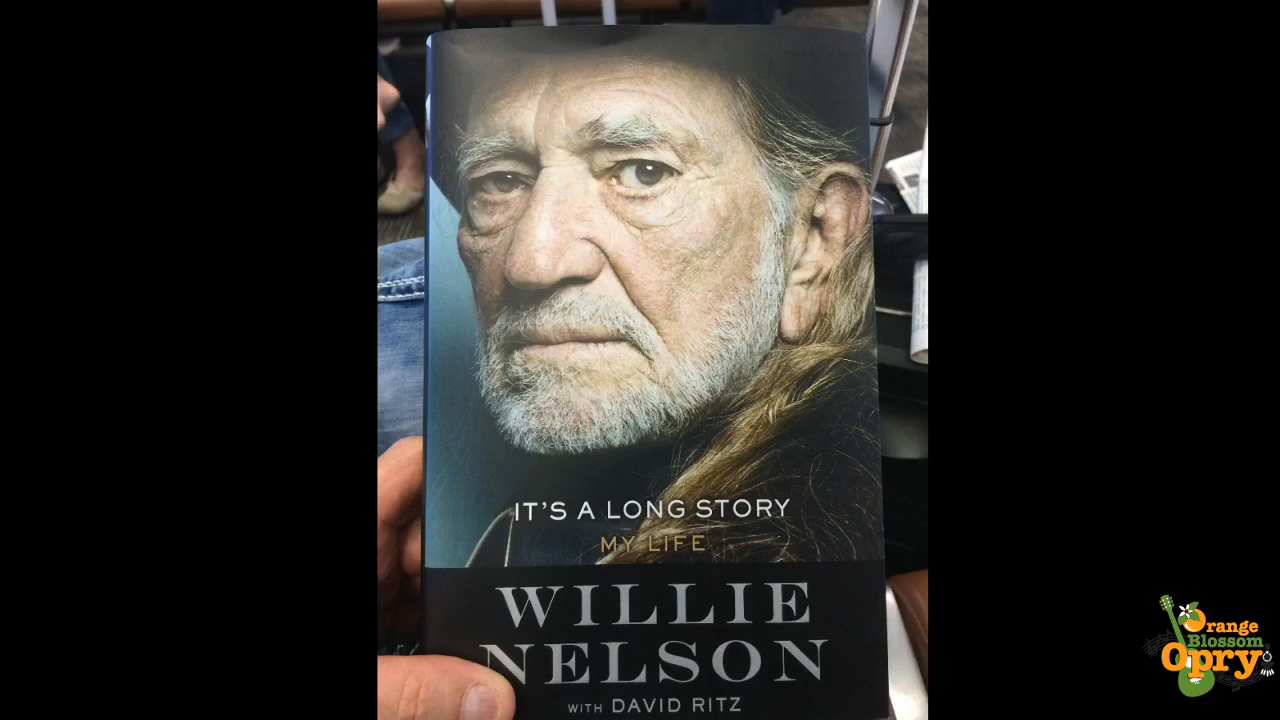 IT'S A LONG STORY
MY LIFE
WILLIE
NELSON
WITH DAVID RITZ
Orange
Blossom
Opry